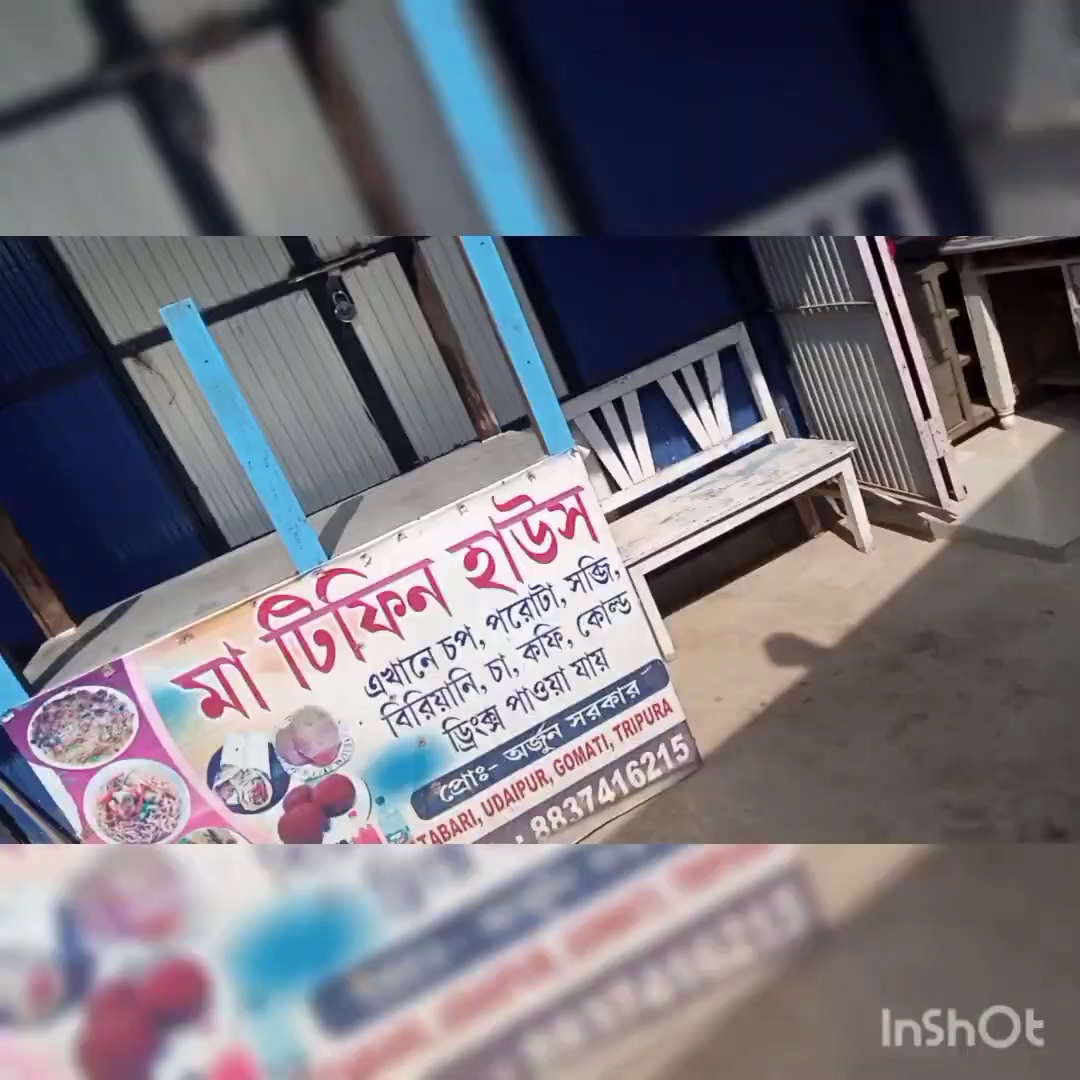 মা টিফিন হাউস
এখানে চপ, পরোটা, সব্জি,
বিরিয়ানি, চা, কফি, কোল্ড
ড্রিংক্স পাওয়া যায়
প্রোঃ- অর্জুন সরকার
UDAIPUR, GOMATI, TRIPURA
8837416215
InShOt